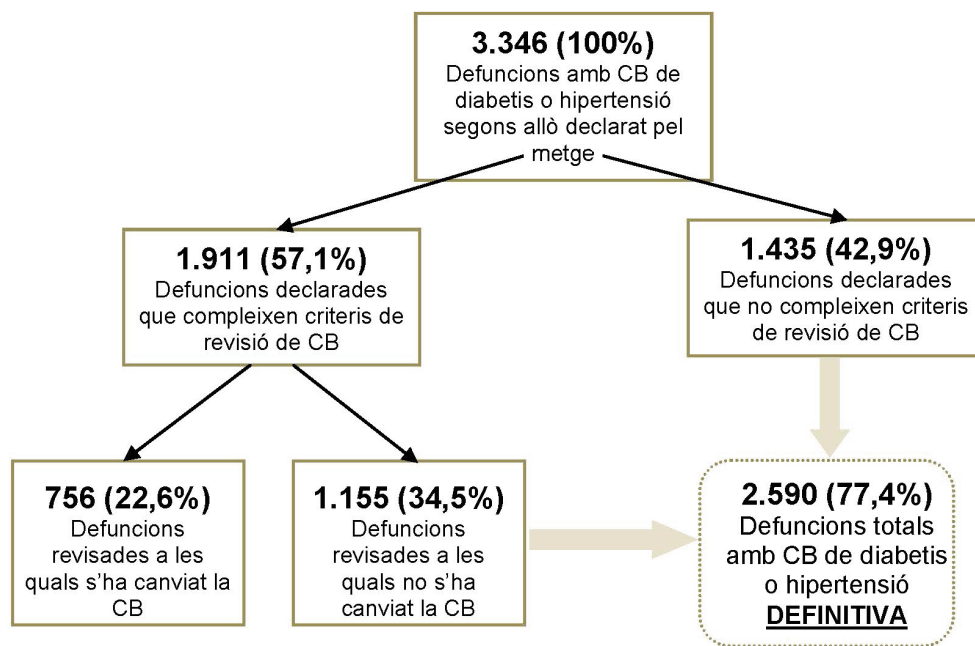 3.346 (100%)
Defuncions amb CB de
diabetis o hipertensió
segons allò declarat pel
metge
1.911 (57,1%)
Defuncions declarades
que compleixen criteris de
revisió de CB
1.435 (42,9%)
Defuncions declarades
que no compleixen criteris
de revisió de CB
756 (22,6%)
Defuncions
revisades a les
quals s'ha canviat la
CB
1.155 (34,5%)
Defuncions
revisades a les
quals no s'ha
canviat la CB
2.590 (77,4%)
Defuncions totals
amb CB de diabetis
o hipertensió
DEFINITIVA